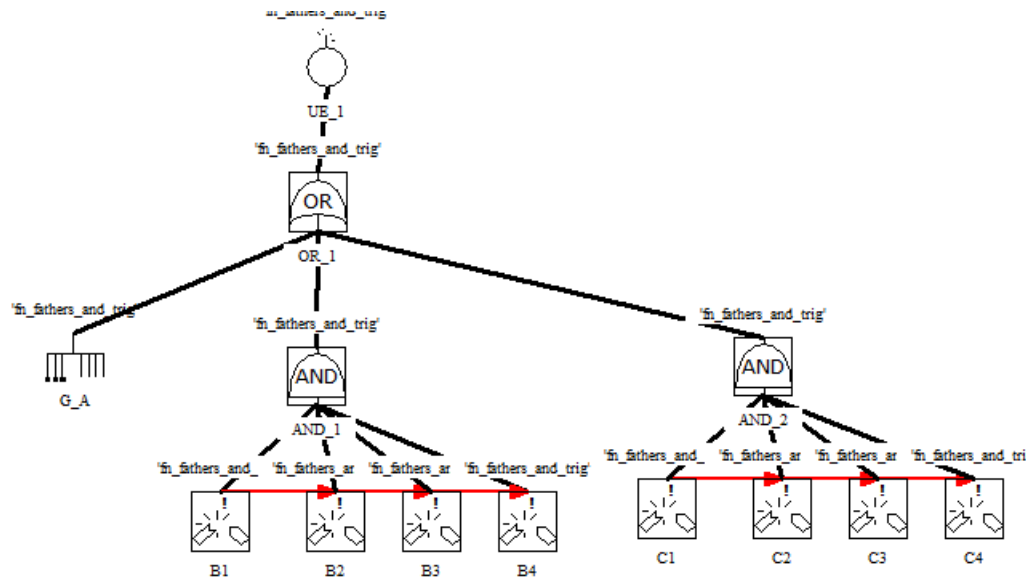 'fn_fathers_and_trig'
UE_1
'fn_fathers_and_trig'
OR
OR_1
'fn_fathers_and_trig'
'fn_fathers_and_trig'
'fn_fathers_and_trig'
G_A
AND
AND
AND_1
AND_2
'fn_fathers_and_ 'fn_fathers_ar 'fn_fathers_ar 'fn_fathers_and_trig'
'fn_fathers_and_ 'fn_fathers_ar 'fn_fathers_ar 'fn_fathers_and_tri
! ! ! !
! ! ! !
B1 B2 B3 B4
C1 C2 C3 C4